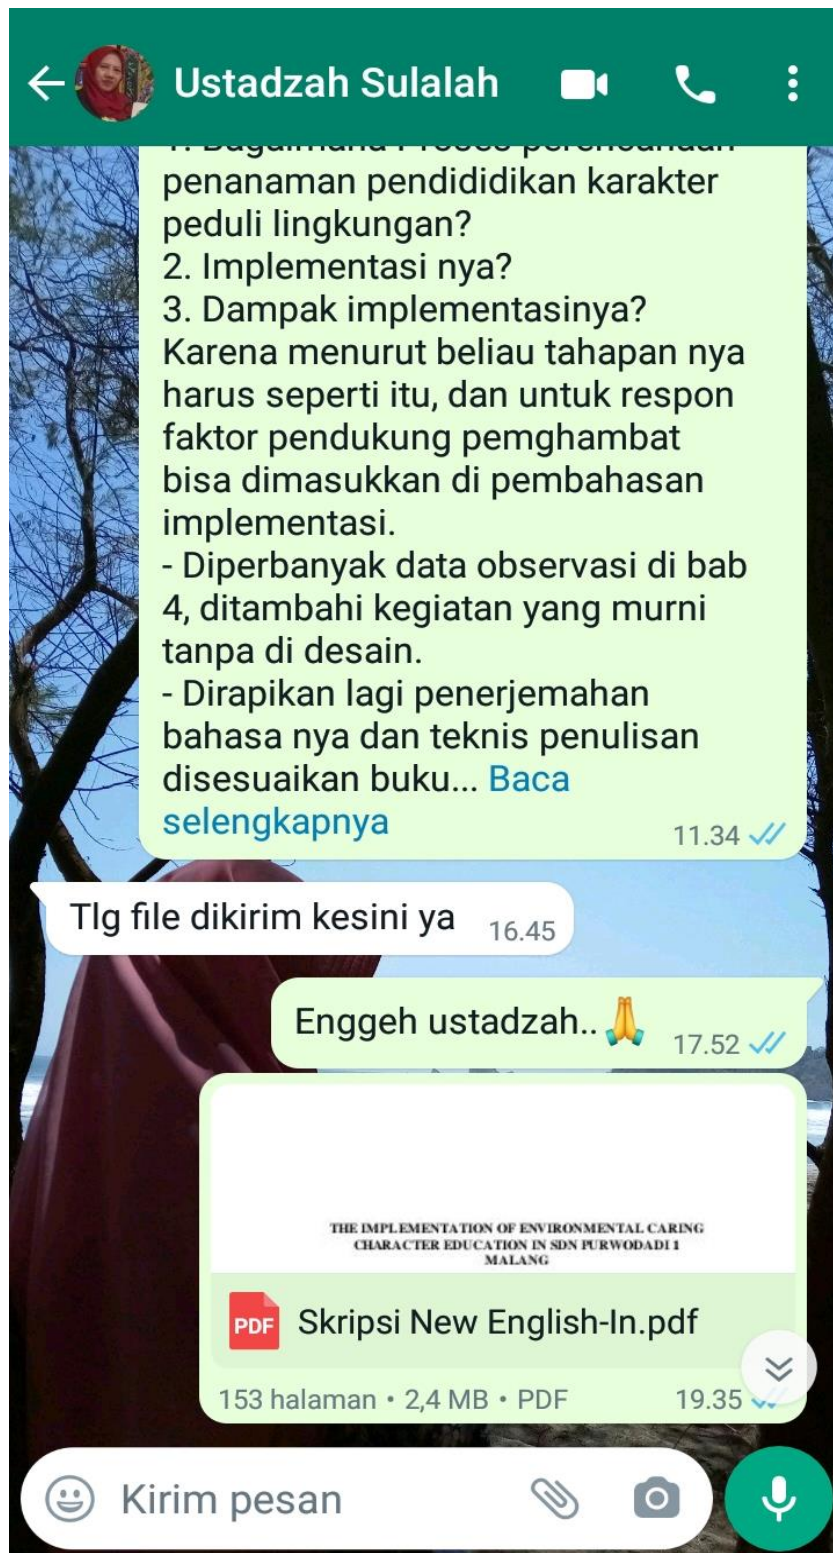 Ustadzah Sulalah
1. Bagaimana Proses perencanaan
penanaman pendididikan karakter
peduli lingkungan?
2. Implementasi nya?
3. Dampak implementasinya?
Karena menurut beliau tahapan nya
harus seperti itu, dan untuk respon
faktor pendukung pemghambat
bisa dimasukkan di pembahasan
implementasi.
- Diperbanyak data observasi di bab
4, ditambahi kegiatan yang murni
tanpa di desain.
- Dirapikan lagi penerjemahan
bahasa nya dan teknis penulisan
disesuaikan buku... Baca
selengkapnya
11.34
Tlg file dikirim kesini ya 16.45
Enggeh ustadzah..🙏 17.52
THE IMPLEMENTATION OF ENVIRONMENTAL CARING
CHARACTER EDUCATION IN SDN PURWODADI 1
MALANG
PDF Skripsi New English-In.pdf
153 halaman • 2,4 MB • PDF 19.35
Kirim pesan